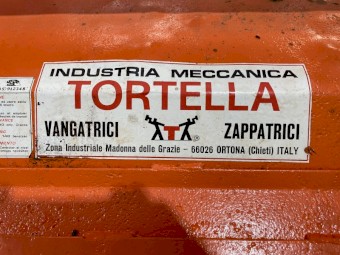 INDUSTRIA MECCANICA
TORTELLA
VANGATRICI ZAPPATRICI
Zona Industriale Madonna delle Grazie - 66026 ORTONA (Chieti) ITALY